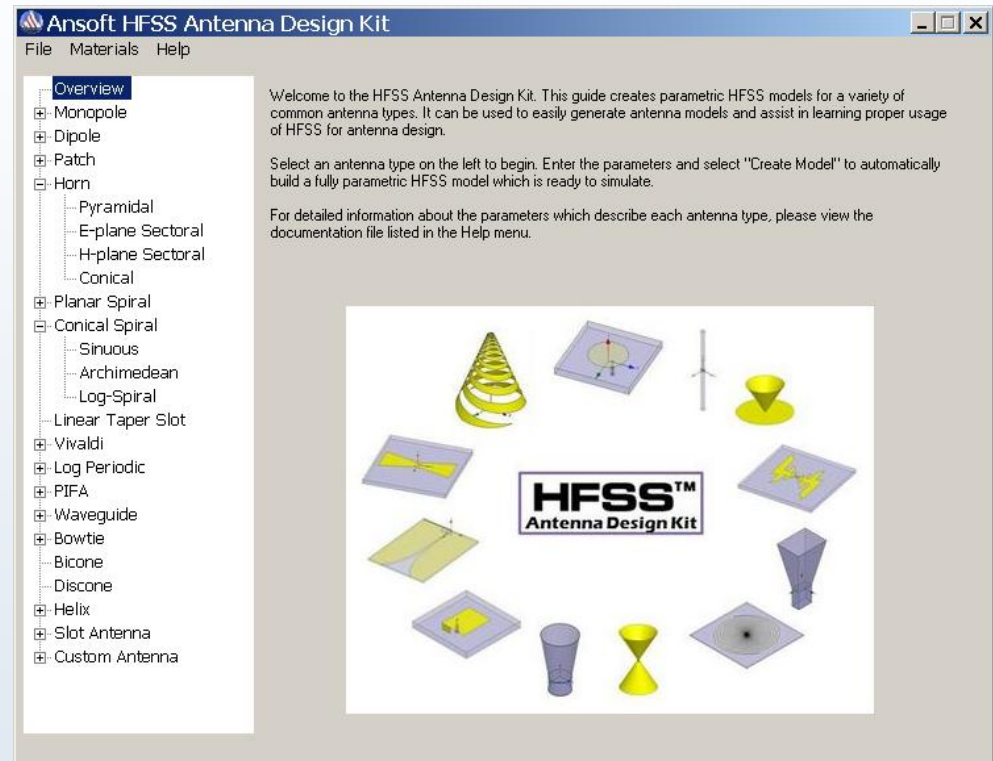 Ansoft HFSS Antenna Design Kit
File Materials Help
Overview
Monopole
Dipole
Patch
Horn
Pyramidal
E-plane Sectoral
H-plane Sectoral
Conical
Planar Spiral
Conical Spiral
Sinuous
Archimedean
Log-Spiral
Linear Taper Slot
Vivaldi
Log Periodic
PIFA
Waveguide
Bowtie
Bicone
Discone
Helix
Slot Antenna
Custom Antenna
Welcome to the HFSS Antenna Design Kit. This guide creates parametric HFSS models for a variety of
common antenna types. It can be used to easily generate antenna models and assist in learning proper usage
of HFSS for antenna design.
Select an antenna type on the left to begin. Enter the parameters and select "Create Model" to automatically
build a fully parametric HFSS model which is ready to simulate.
For detailed information about the parameters which describe each antenna type, please view the
documentation file listed in the Help menu.
HFSS™
Antenna Design Kit